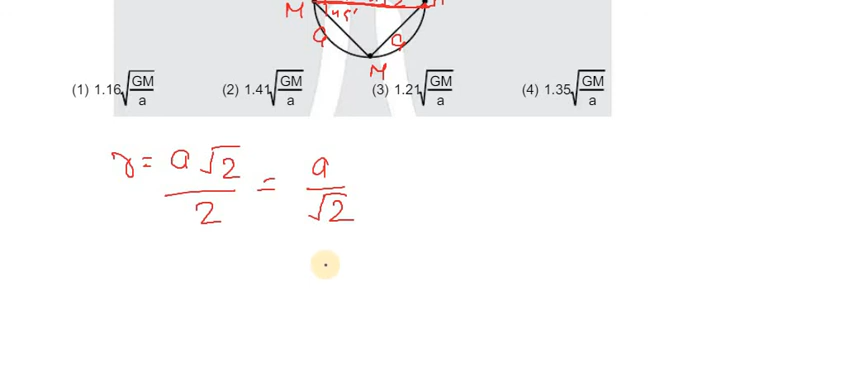 M 45°
a a
M
(1) 1.16√(GM/a) (2) 1.41√(GM/a) (3) 1.21√(GM/a) (4) 1.35√(GM/a)
r = a√2/2 = a/√2